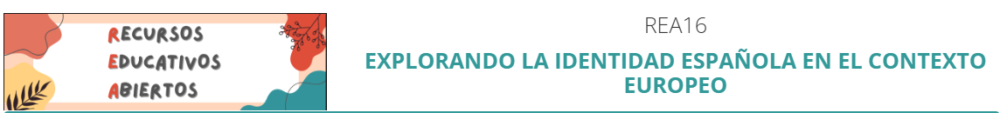 RECURSOS
EDUCATIVOS
ABIERTOS
REA16
EXPLORANDO LA IDENTIDAD ESPAÑOLA EN EL CONTEXTO
EUROPEO